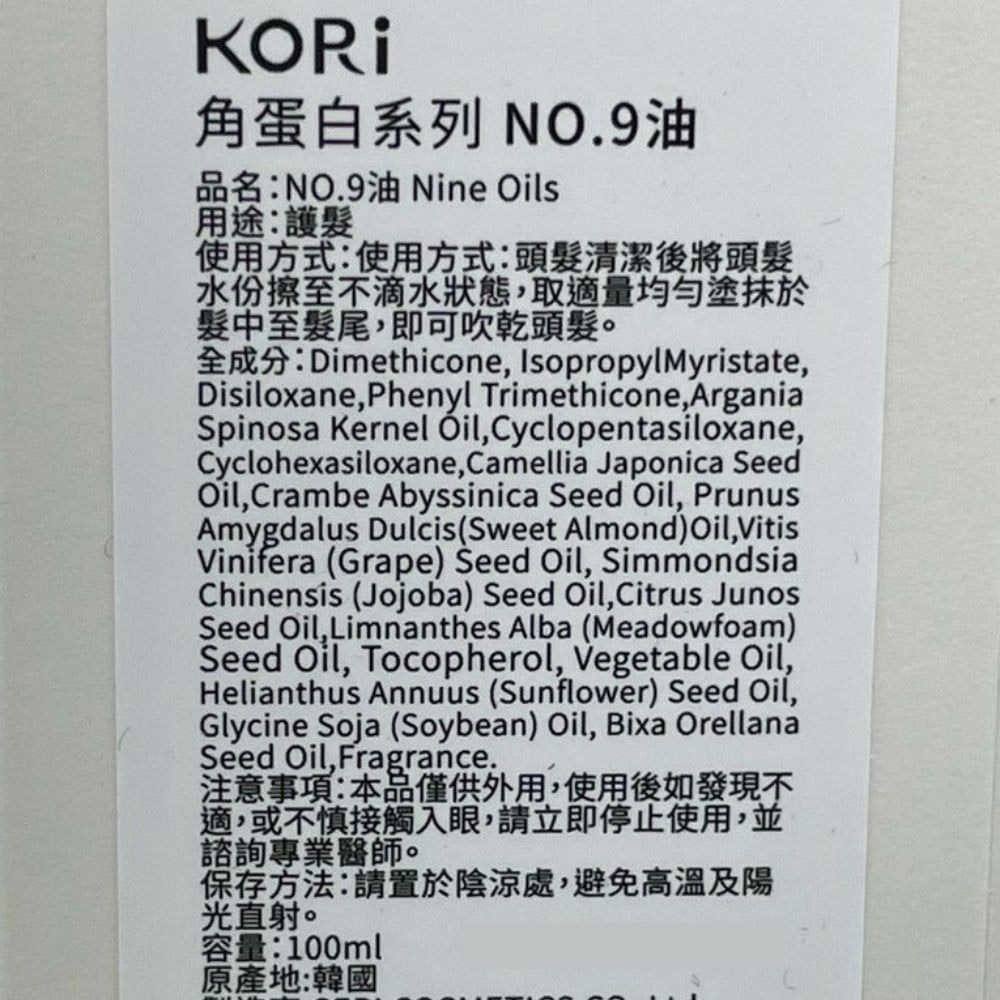 KORi
角蛋白系列 NO.9油
品名:NO.9油 Nine Oils
用途:護髮
使用方式:使用方式:頭髮清潔後將頭髮
水份擦至不滴水狀態,取適量均勻塗抹於
髮中至髮尾,即可吹乾頭髮。
全成分:Dimethicone, IsopropylMyristate,
Disiloxane,Phenyl Trimethicone,Argania
Spinosa Kernel Oil,Cyclopentasiloxane,
Cyclohexasiloxane,Camellia Japonica Seed
Oil,Crambe Abyssinica Seed Oil, Prunus
Amygdalus Dulcis(Sweet Almond)Oil,Vitis
Vinifera (Grape) Seed Oil, Simmondsia
Chinensis (Jojoba) Seed Oil,Citrus Junos
Seed Oil,Limnanthes Alba (Meadowfoam)
Seed Oil, Tocopherol, Vegetable Oil,
Helianthus Annuus (Sunflower) Seed Oil,
Glycine Soja (Soybean) Oil, Bixa Orellana
Seed Oil,Fragrance.
注意事項:本品僅供外用,使用後如發現不
適,或不慎接觸入眼,請立即停止使用,並
諮詢專業醫師。
保存方法:請置於陰涼處,避免高溫及陽
光直射。
容量:100ml
原產地:韓國